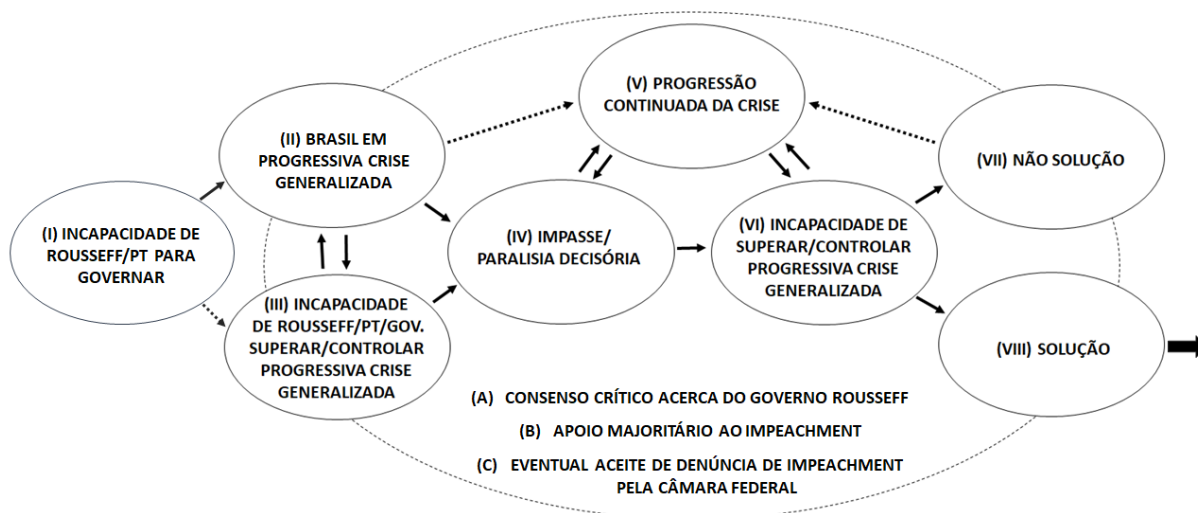 (I) INCAPACIDADE DE
ROUSSEFF/PT PARA
GOVERNAR
(II) BRASIL EM
PROGRESSIVA CRISE
GENERALIZADA
(III) INCAPACIDADE
DE ROUSSEFF/PT/GOV.
SUPERAR/CONTROLAR
PROGRESSIVA CRISE
GENERALIZADA
(IV) IMPASSE/
PARALISIA DECISÓRIA
(V) PROGRESSÃO
CONTINUADA DA CRISE
(VI) INCAPACIDADE DE
SUPERAR/CONTROLAR
PROGRESSIVA CRISE
GENERALIZADA
(VII) NÃO SOLUÇÃO
(VIII) SOLUÇÃO
(A) CONSENSO CRÍTICO ACERCA DO GOVERNO ROUSSEFF
(B) APOIO MAJORITÁRIO AO IMPEACHMENT
(C) EVENTUAL ACEITE DE DENÚNCIA DE IMPEACHMENT
PELA CÂMARA FEDERAL